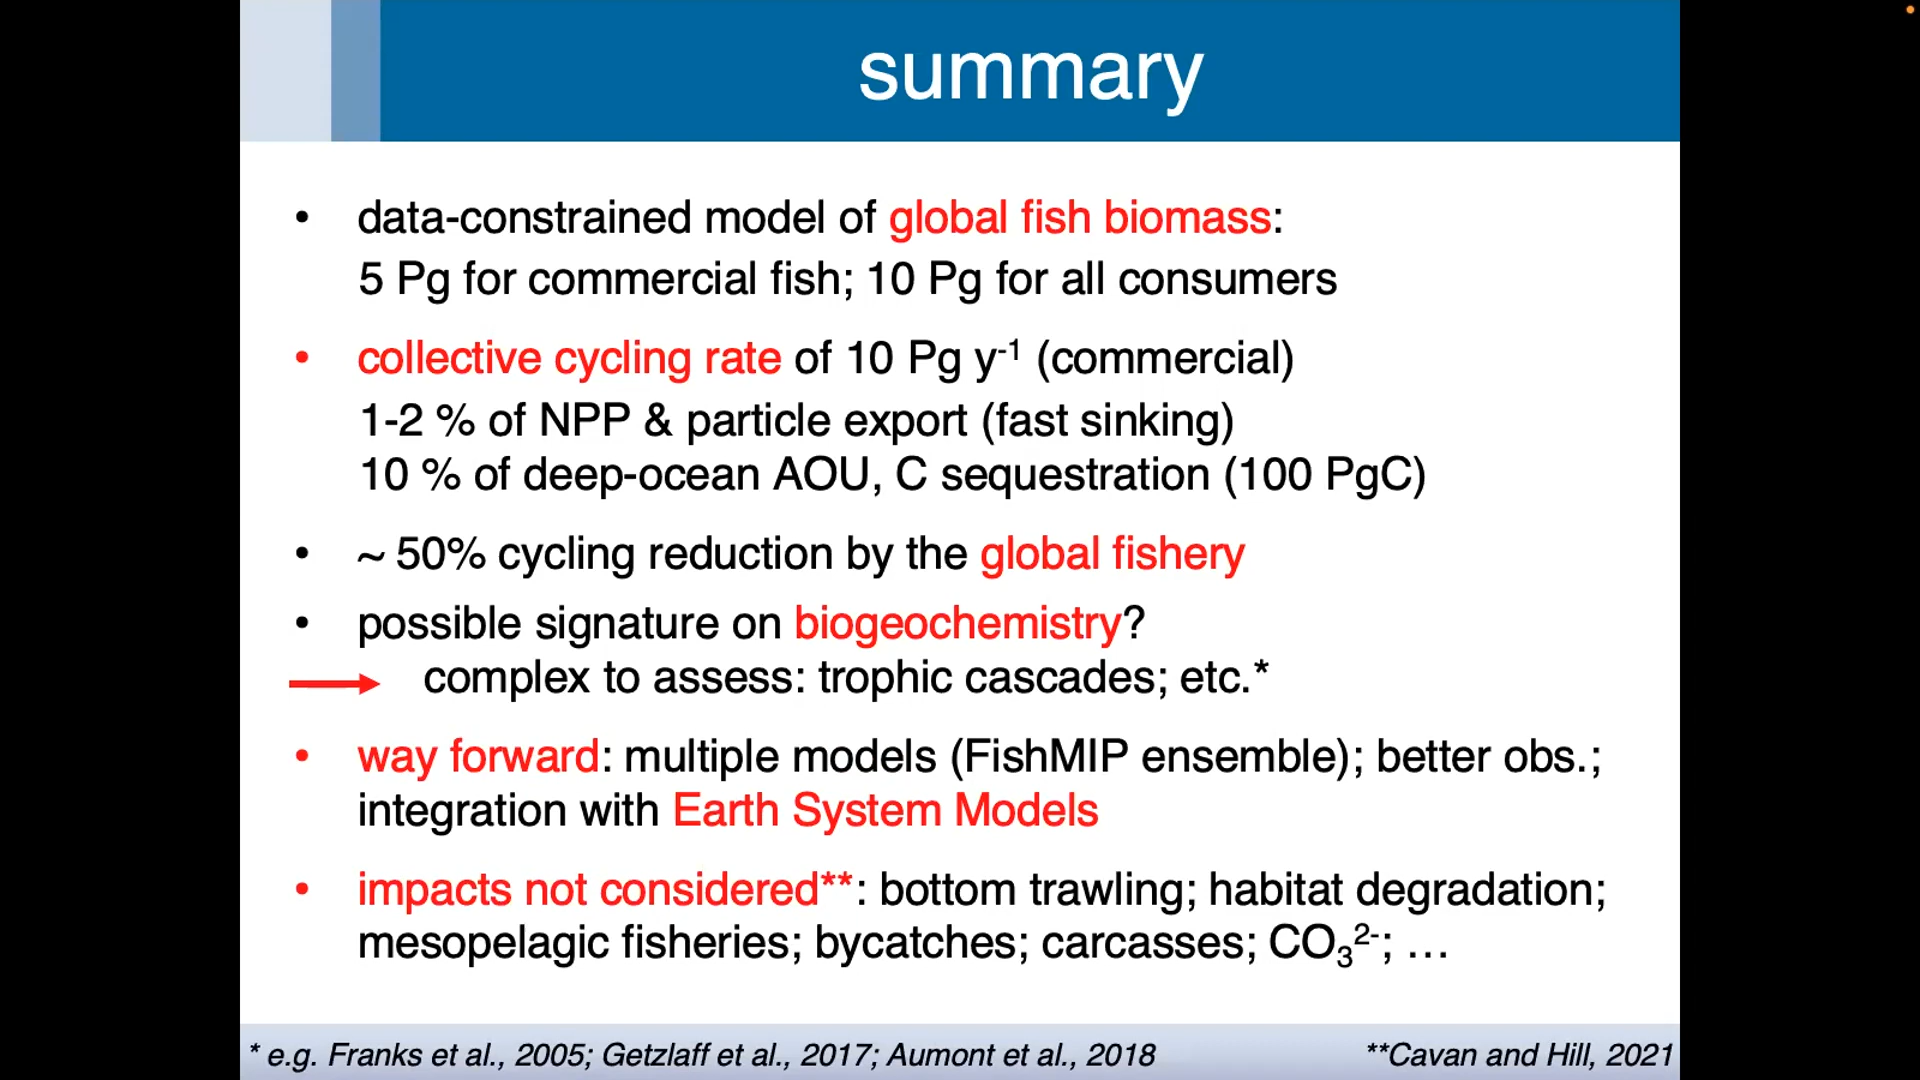 summary
• data-constrained model of global fish biomass:
5 Pg for commercial fish; 10 Pg for all consumers
• collective cycling rate of 10 Pg y⁻¹ (commercial)
1-2 % of NPP & particle export (fast sinking)
10 % of deep-ocean AOU, C sequestration (100 PgC)
• ~ 50% cycling reduction by the global fishery
• possible signature on biogeochemistry?
complex to assess: trophic cascades; etc.*
• way forward: multiple models (FishMIP ensemble); better obs.;
integration with Earth System Models
• impacts not considered**: bottom trawling; habitat degradation;
mesopelagic fisheries; bycatches; carcasses; CO₃²⁻; …
* e.g. Franks et al., 2005; Getzlaff et al., 2017; Aumont et al., 2018
**Cavan and Hill, 2021